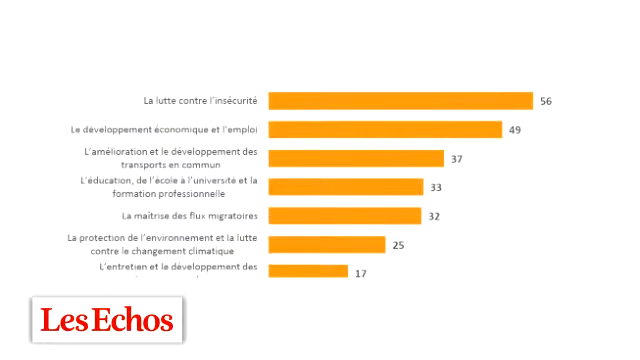 La lutte contre l'insécurité
56
Le développement économique et l'emploi
49
L'amélioration et le développement des
transports en commun
37
L'éducation, de l'école à l'université et la
formation professionnelle
33
La maîtrise des flux migratoires
32
La protection de l'environnement et la lutte
contre le changement climatique
25
L'entretien et le développement des
17
Les Echos